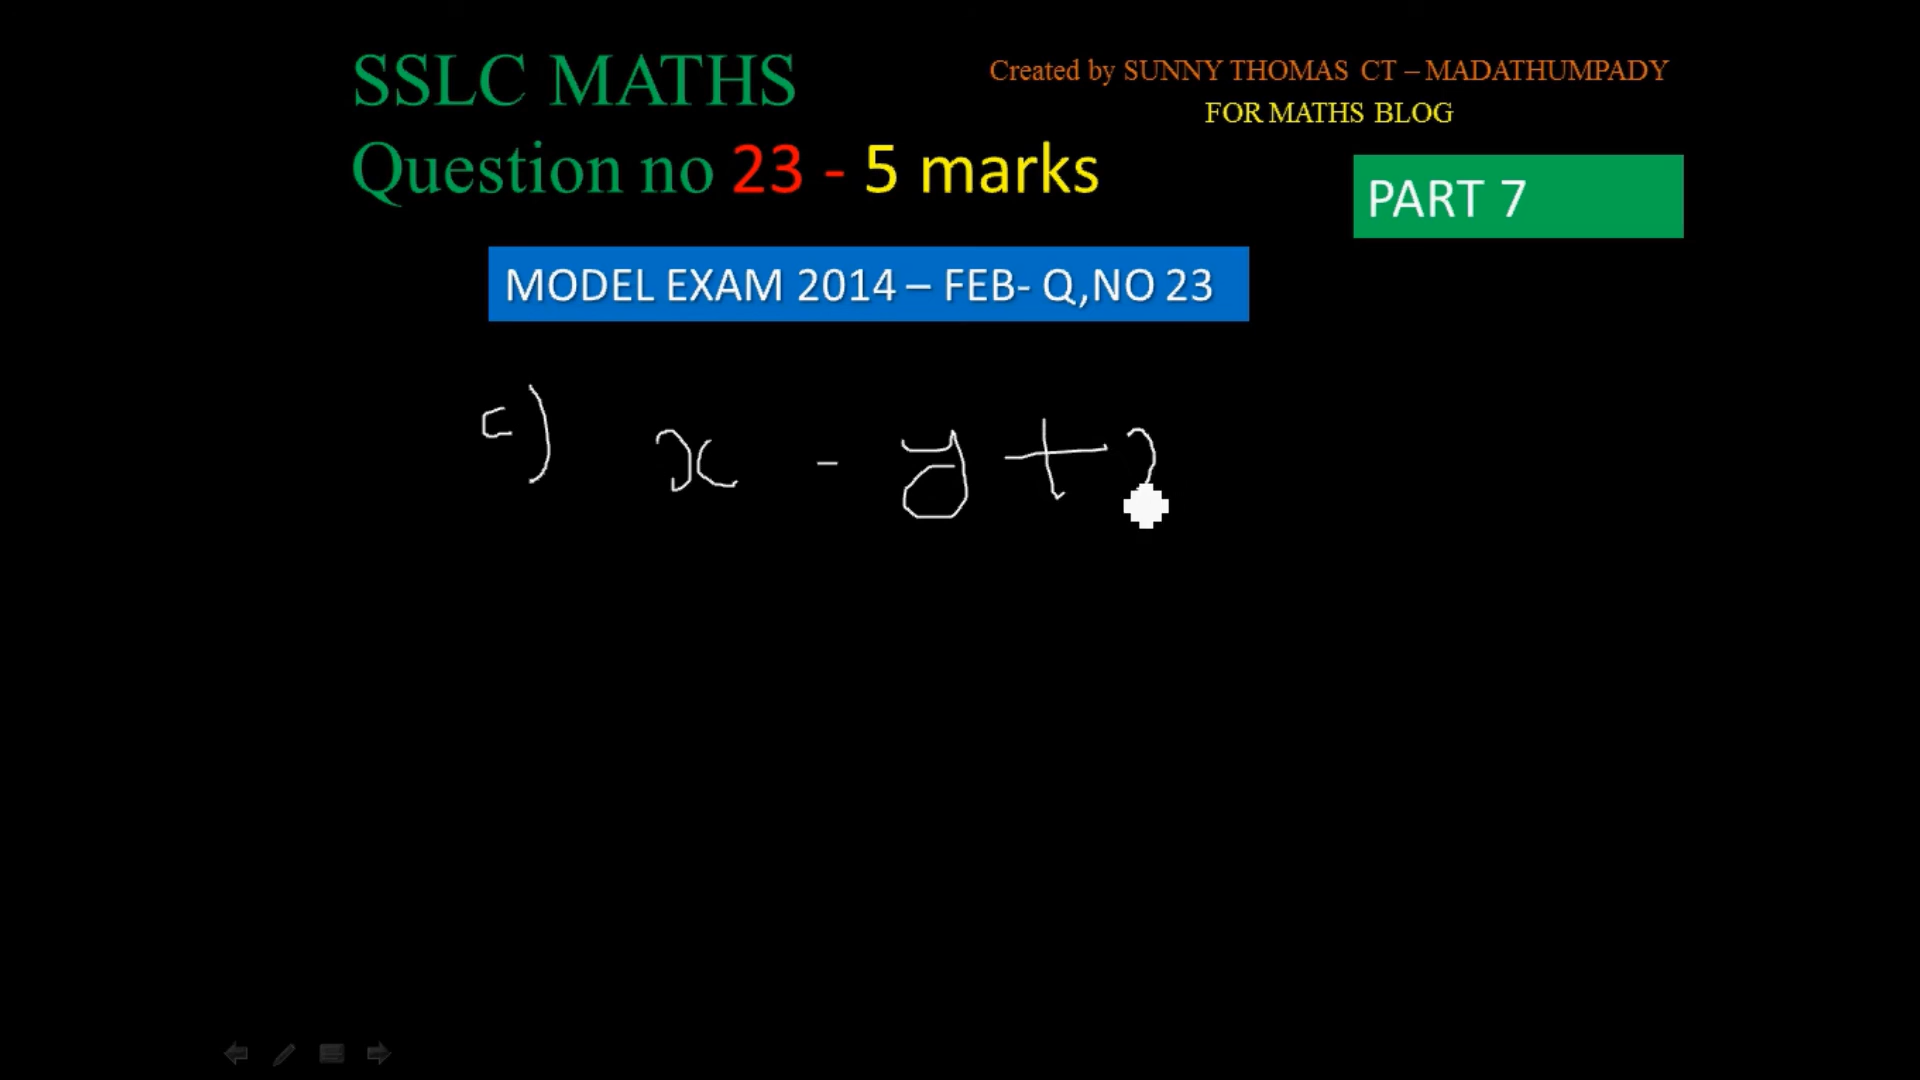 SSLC MATHS
Created by SUNNY THOMAS CT – MADATHUMPADY
FOR MATHS BLOG
Question no 23 - 5 marks
PART 7
MODEL EXAM 2014 – FEB- Q,NO 23
c) x - y +